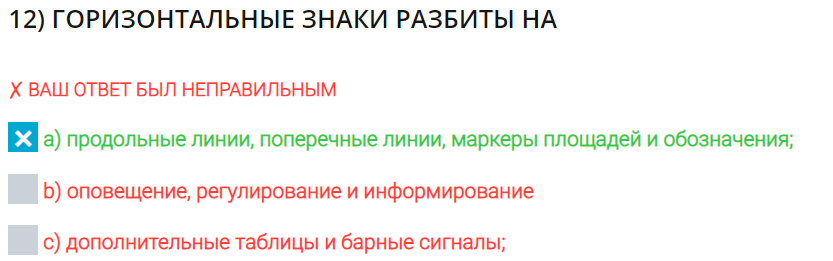 12) ГОРИЗОНТАЛЬНЫЕ ЗНАКИ РАЗБИТЫ НА
✗ ВАШ ОТВЕТ БЫЛ НЕПРАВИЛЬНЫМ
a) продольные линии, поперечные линии, маркеры площадей и обозначения;
b) оповещение, регулирование и информирование
c) дополнительные таблицы и барные сигналы;